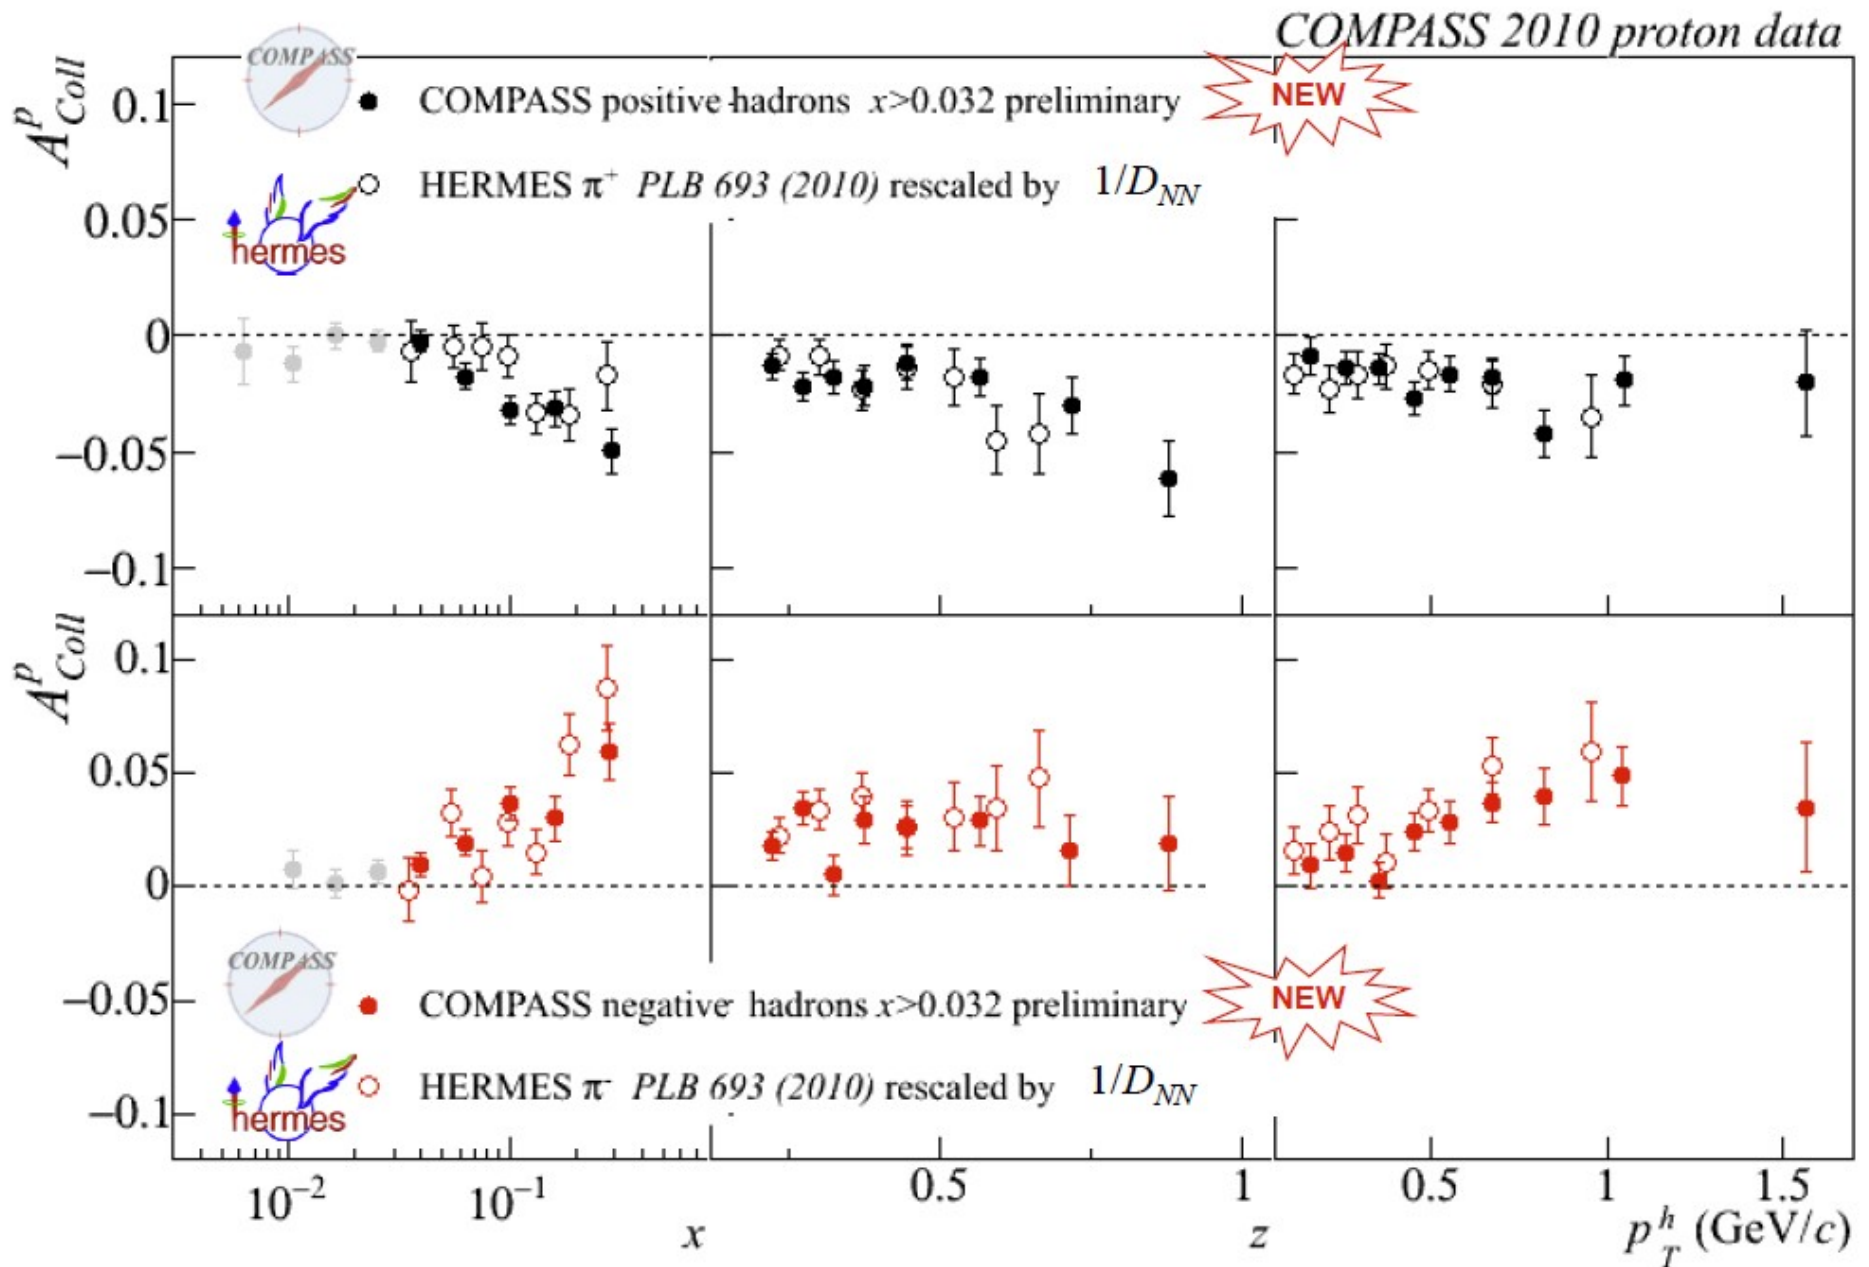 COMPASS 2010 proton data
A^p_Coll
0.1
0.05
0
−0.05
−0.1
COMPASS
COMPASS positive hadrons x>0.032 preliminary
NEW
HERMES π⁺ PLB 693 (2010) rescaled by 1/D_NN
hermes
A^p_Coll
0.1
0.05
0
−0.05
−0.1
COMPASS
COMPASS negative hadrons x>0.032 preliminary
NEW
HERMES π⁻ PLB 693 (2010) rescaled by 1/D_NN
hermes
10⁻² 10⁻¹ 0.5 1 0.5 1 1.5
x z p_T^h (GeV/c)